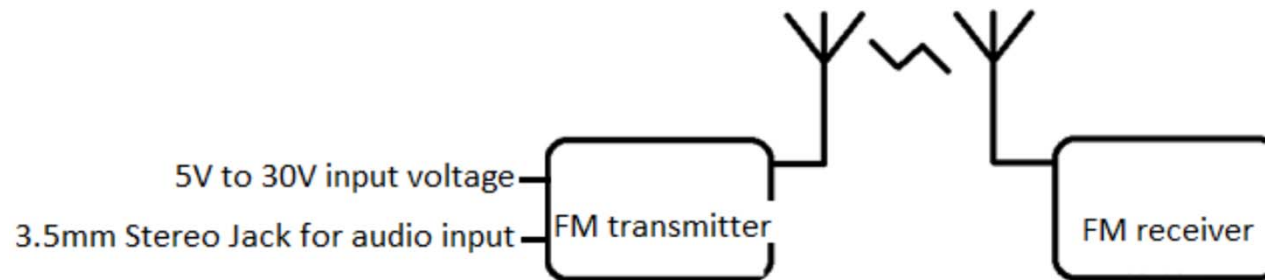 5V to 30V input voltage
3.5mm Stereo Jack for audio input
FM transmitter
FM receiver